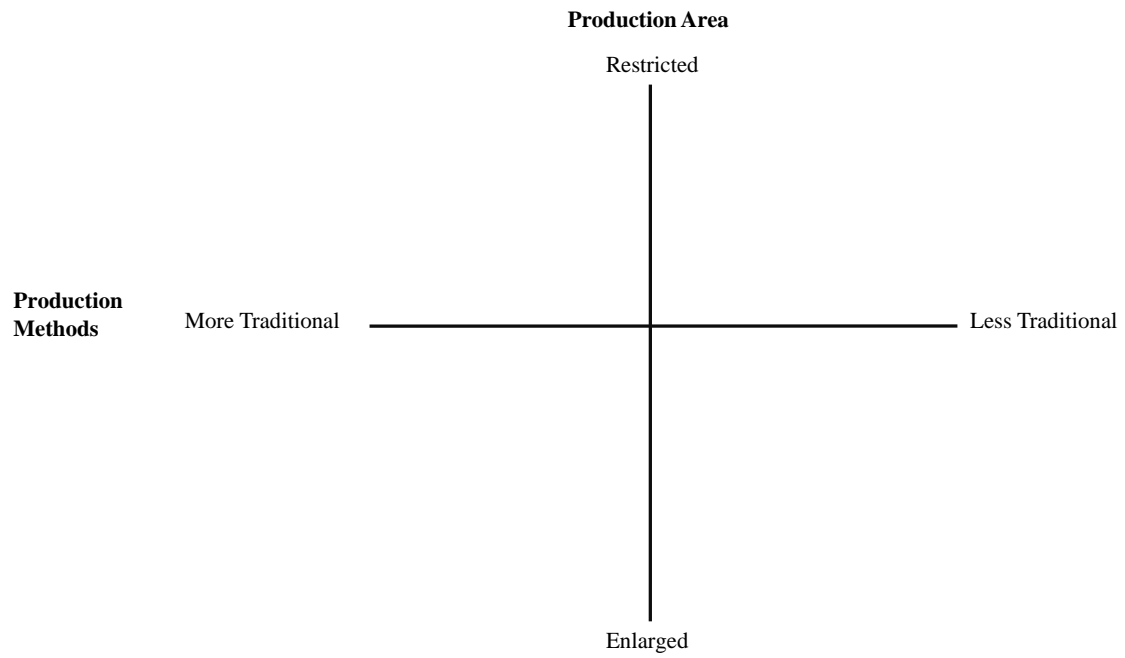 Production Area
Restricted
Production
Methods
More Traditional
Less Traditional
Enlarged